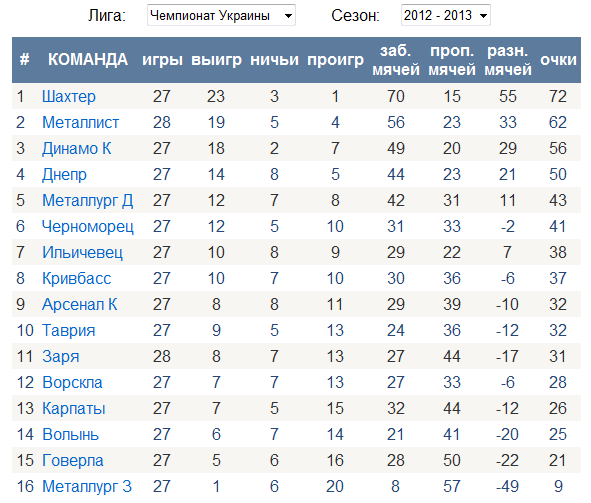 Лига: Чемпионат Украины Сезон: 2012 - 2013
# КОМАНДА игры выигр ничьи проигр заб. мячей проп. мячей разн. мячей очки
1 Шахтер 27 23 3 1 70 15 55 72
2 Металлист 28 19 5 4 56 23 33 62
3 Динамо К 27 18 2 7 49 20 29 56
4 Днепр 27 14 8 5 44 23 21 50
5 Металлург Д 27 12 7 8 42 31 11 43
6 Черноморец 27 12 5 10 31 33 -2 41
7 Ильичевец 27 10 8 9 29 22 7 38
8 Кривбасс 27 10 7 10 30 36 -6 37
9 Арсенал К 27 8 8 11 29 39 -10 32
10 Таврия 27 9 5 13 24 36 -12 32
11 Заря 28 8 7 13 27 44 -17 31
12 Ворскла 27 7 7 13 27 33 -6 28
13 Карпаты 27 7 5 15 32 44 -12 26
14 Волынь 27 6 7 14 21 41 -20 25
15 Говерла 27 5 6 16 28 50 -22 21
16 Металлург З 27 1 6 20 8 57 -49 9